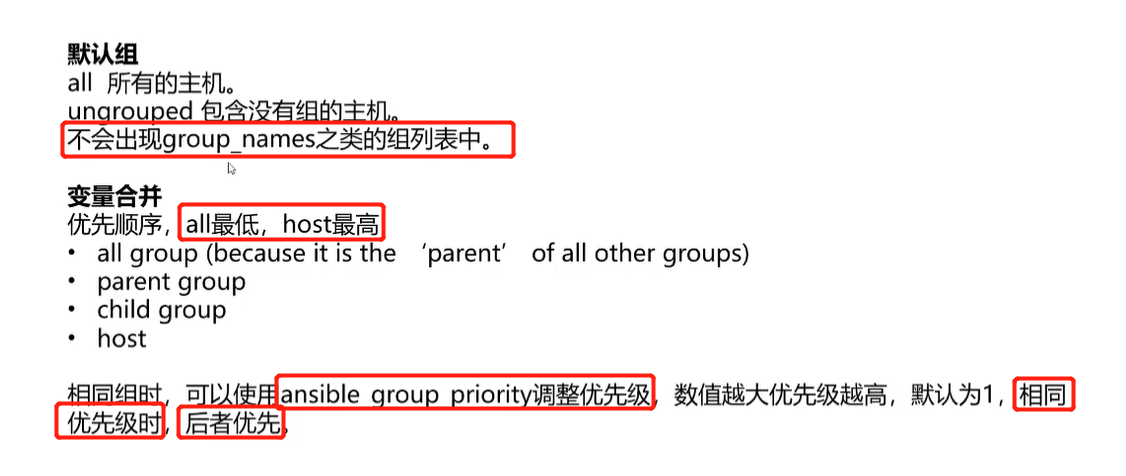 默认组
all 所有的主机。
ungrouped 包含没有组的主机。
不会出现group_names之类的组列表中。
变量合并
优先顺序，all最低，host最高
• all group (because it is the ‘parent’ of all other groups)
• parent group
• child group
• host
相同组时，可以使用ansible_group_priority调整优先级，数值越大优先级越高，默认为1，相同
优先级时，后者优先。